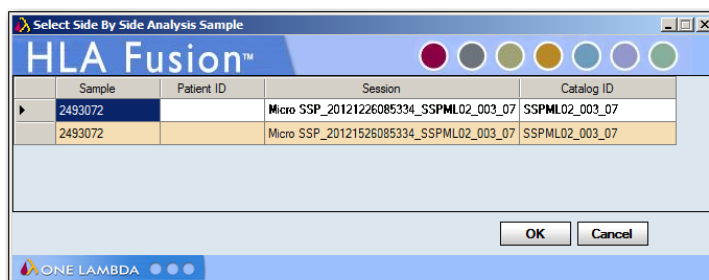 Select Side By Side Analysis Sample
HLA Fusion™
Sample Patient ID Session Catalog ID
2493072 Micro SSP_20121226085334_SSPML02_003_07 SSPML02_003_07
2493072 Micro SSP_20121526085334_SSPML02_003_07 SSPML02_003_07
OK Cancel
ONE LAMBDA